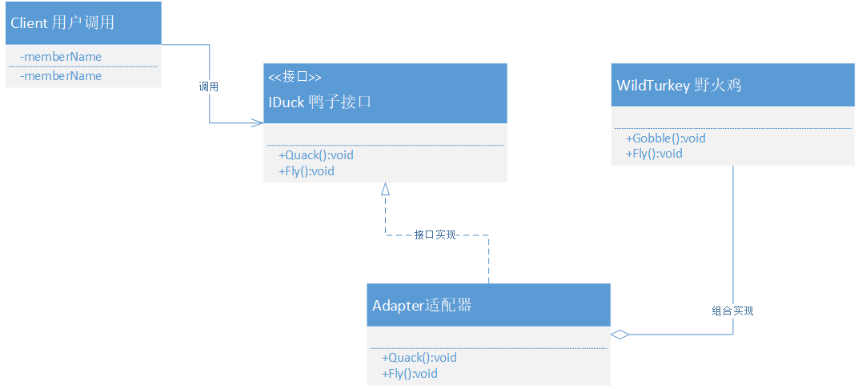 Client 用户调用
-memberName
-memberName
调用
<<接口>>
IDuck 鸭子接口
+Quack():void
+Fly():void
WildTurkey 野火鸡
+Gobble():void
+Fly():void
接口实现
Adapter适配器
+Quack():void
+Fly():void
组合实现